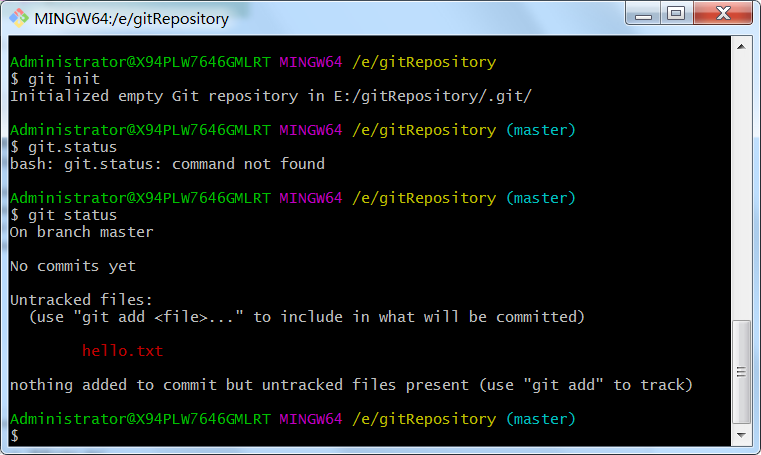 MINGW64:/e/gitRepository
Administrator@X94PLW7646GMLRT MINGW64 /e/gitRepository
$ git init
Initialized empty Git repository in E:/gitRepository/.git/
Administrator@X94PLW7646GMLRT MINGW64 /e/gitRepository (master)
$ git.status
bash: git.status: command not found
Administrator@X94PLW7646GMLRT MINGW64 /e/gitRepository (master)
$ git status
On branch master
No commits yet
Untracked files:
  (use "git add <file>..." to include in what will be committed)
        hello.txt
nothing added to commit but untracked files present (use "git add" to track)
Administrator@X94PLW7646GMLRT MINGW64 /e/gitRepository (master)
$